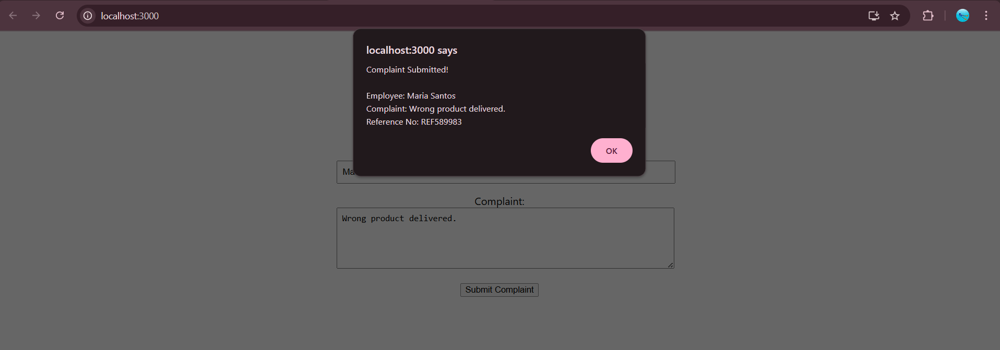 localhost:3000
localhost:3000 says
Complaint Submitted!
Employee: Maria Santos
Complaint: Wrong product delivered.
Reference No: REF589983
OK
Ma
Complaint:
Wrong product delivered.
Submit Complaint